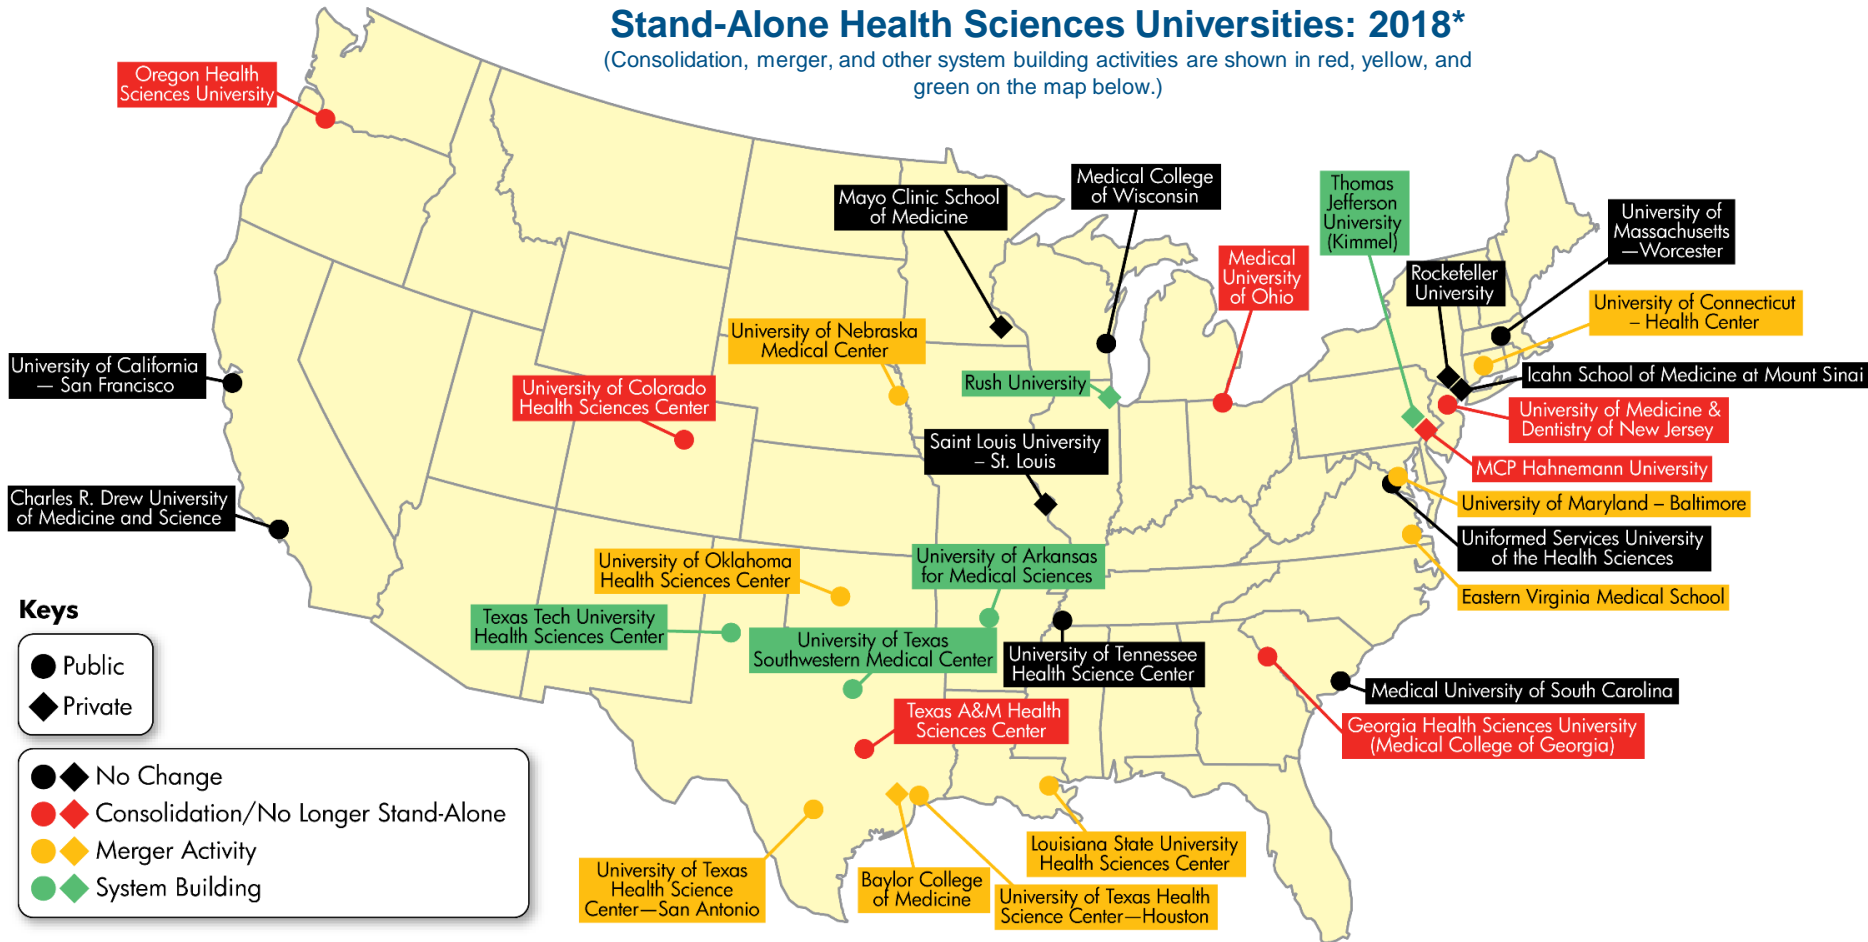 Stand-Alone Health Sciences Universities: 2018*
(Consolidation, merger, and other system building activities are shown in red, yellow, and
green on the map below.)
Oregon Health
Sciences University
Mayo Clinic School
of Medicine
Medical College
of Wisconsin
Thomas
Jefferson
University
(Kimmel)
University of
Massachusetts
—Worcester
Medical
University
of Ohio
Rockefeller
University
University of Connecticut
– Health Center
University of Nebraska
Medical Center
University of California
— San Francisco
University of Colorado
Health Sciences Center
Rush University
Icahn School of Medicine at Mount Sinai
University of Medicine &
Dentistry of New Jersey
Saint Louis University
– St. Louis
MCP Hahnemann University
Charles R. Drew University
of Medicine and Science
University of Maryland – Baltimore
Uniformed Services University
of the Health Sciences
University of Oklahoma
Health Sciences Center
University of Arkansas
for Medical Sciences
Eastern Virginia Medical School
Texas Tech University
Health Sciences Center
University of Texas
Southwestern Medical Center
University of Tennessee
Health Science Center
Medical University of South Carolina
Texas A&M Health
Sciences Center
Georgia Health Sciences University
(Medical College of Georgia)
Louisiana State University
Health Sciences Center
University of Texas
Health Science
Center—San Antonio
Baylor College
of Medicine
University of Texas Health
Science Center—Houston
Keys
Public
Private
No Change
Consolidation/No Longer Stand-Alone
Merger Activity
System Building